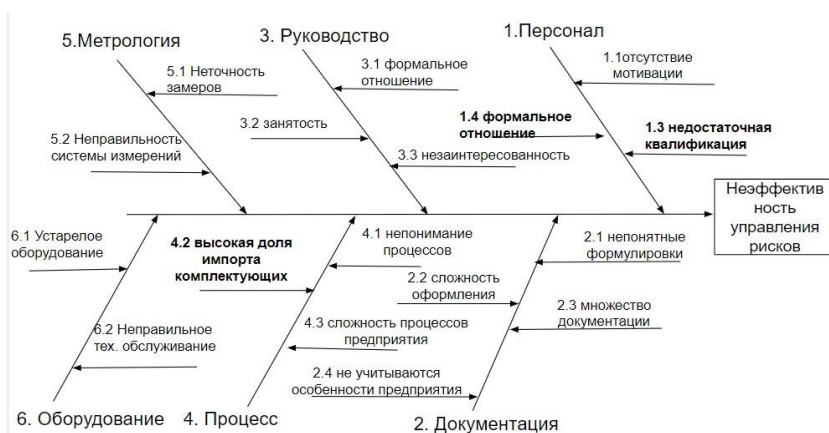 5.Метрология
3. Руководство
1.Персонал
5.1 Неточность
замеров
3.1 формальное
отношение
1.1отсутствие
мотивации
3.2 занятость
1.4 формальное
отношение
1.3 недостаточная
квалификация
5.2 Неправильность
системы измерений
3.3 незаинтересованность
Неэффектив
ность
управления
рисков
6.1 Устарелое
оборудование
4.2 высокая доля
импорта
комплектующих
4.1 непонимание
процессов
2.1 непонятные
формулировки
2.2 сложность
оформления
2.3 множество
документации
6.2 Неправильное
тех. обслуживание
4.3 сложность процессов
предприятия
2.4 не учитываются
особенности предприятия
6. Оборудование
4. Процесс
2. Документация